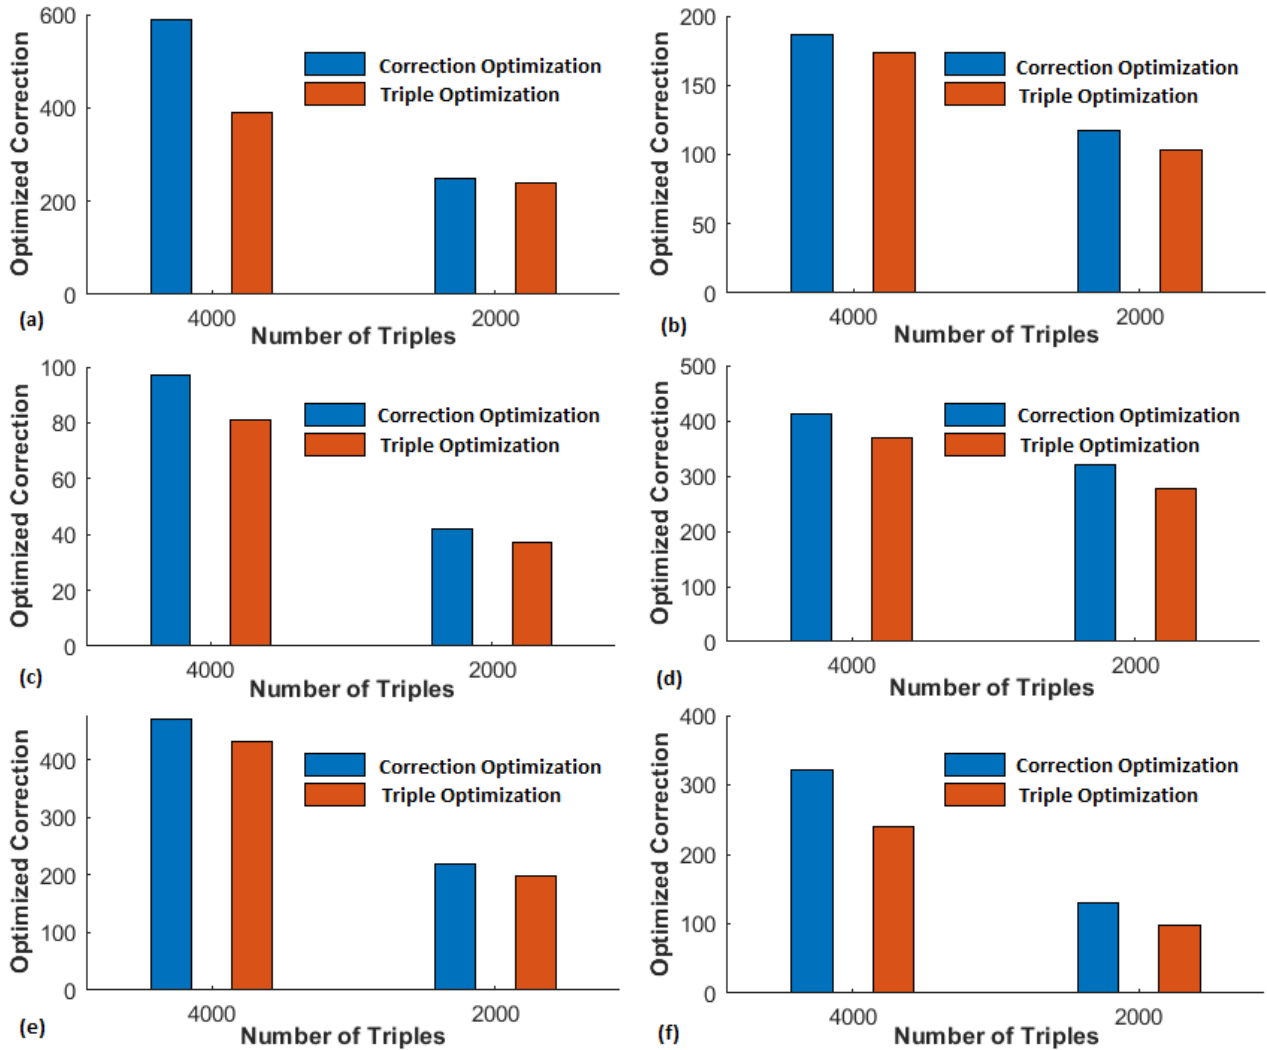 600
400
200
0
Optimized Correction
Correction Optimization
Triple Optimization
4000
2000
Number of Triples
(a)
200
150
100
50
0
Optimized Correction
Correction Optimization
Triple Optimization
4000
2000
Number of Triples
(b)
100
80
60
40
20
0
Optimized Correction
Correction Optimization
Triple Optimization
4000
2000
Number of Triples
(c)
500
400
300
200
100
0
Optimized Correction
Correction Optimization
Triple Optimization
4000
2000
Number of Triples
(d)
400
300
200
100
0
Optimized Correction
Correction Optimization
Triple Optimization
4000
2000
Number of Triples
(e)
400
300
200
100
0
Optimized Correction
Correction Optimization
Triple Optimization
4000
2000
Number of Triples
(f)